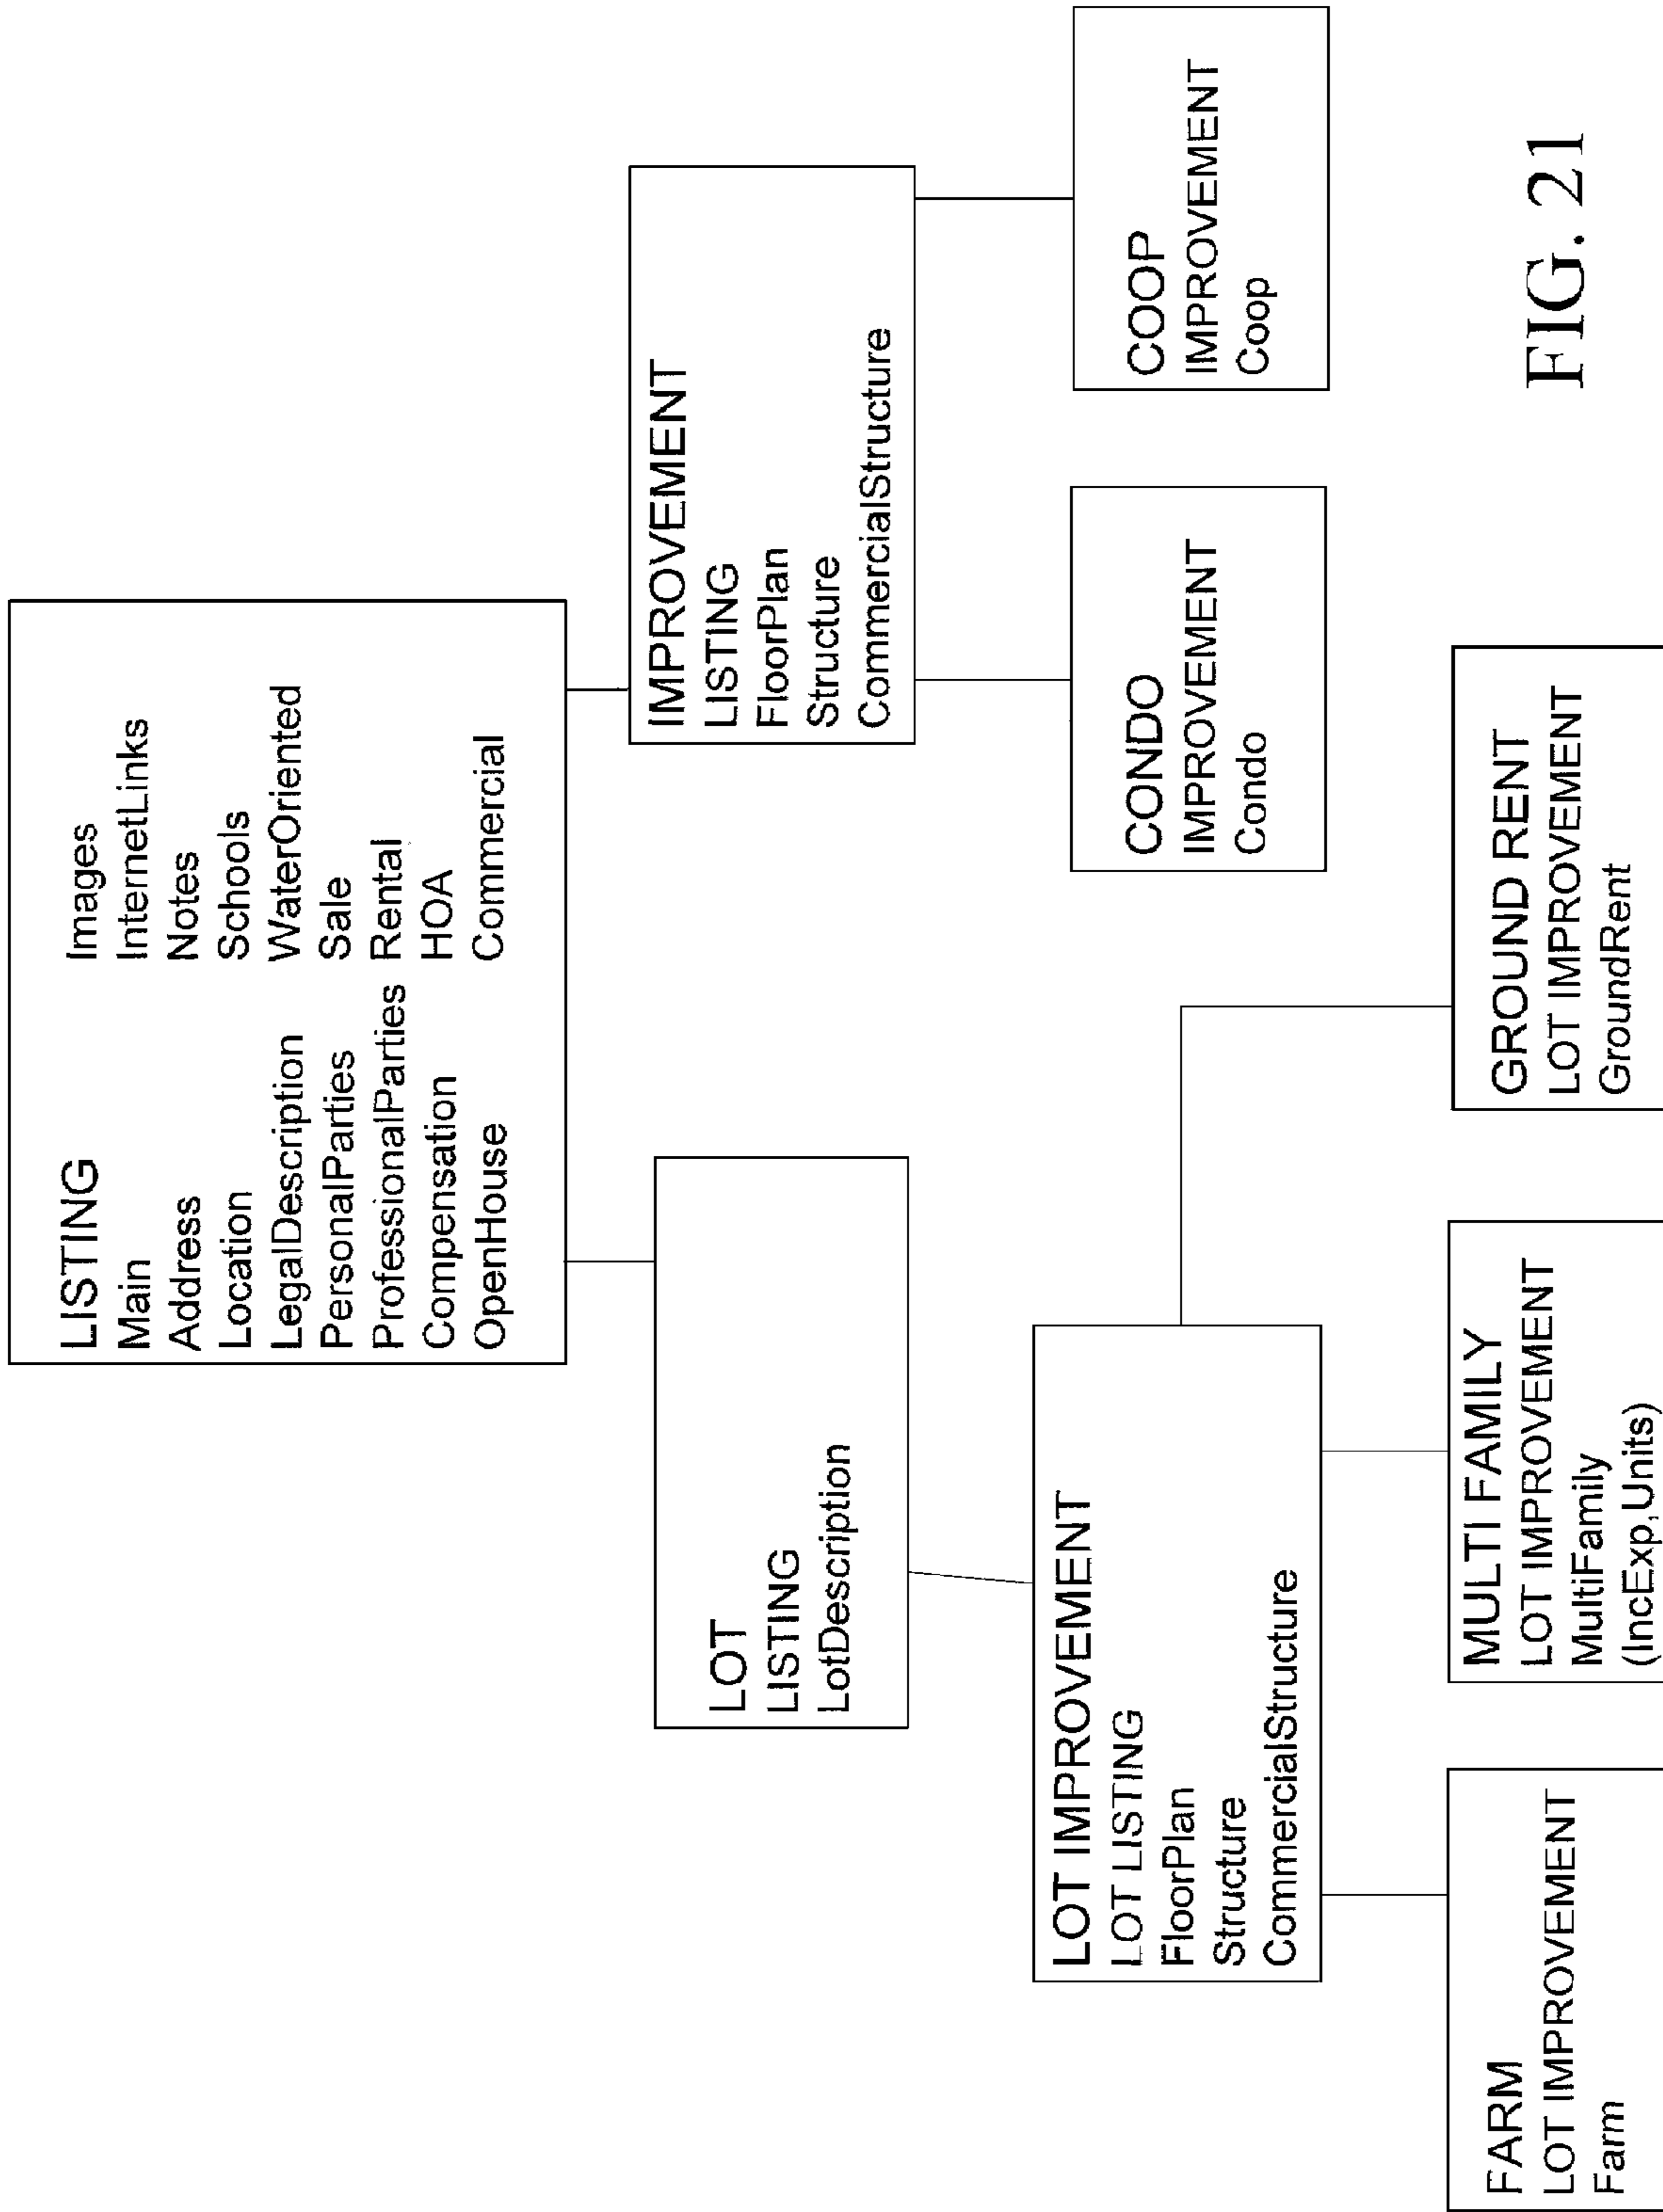 LISTING
Main
Address
Location
LegalDescription
PersonalParties
ProfessionalParties
Compensation
OpenHouse
Images
InternetLinks
Notes
Schools
WaterOriented
Sale
Rental
HOA
Commercial
LOT
LISTING
LotDescription
IMPROVEMENT
LISTING
FloorPlan
Structure
CommercialStructure
LOT IMPROVEMENT
LOT LISTING
FloorPlan
Structure
CommercialStructure
CONDO
IMPROVEMENT
Condo
COOP
IMPROVEMENT
Coop
FARM
LOT IMPROVEMENT
Farm
MULTI FAMILY
LOT IMPROVEMENT
MultiFamily
(IncExp,Units)
GROUND RENT
LOT IMPROVEMENT
GroundRent
FIG. 21